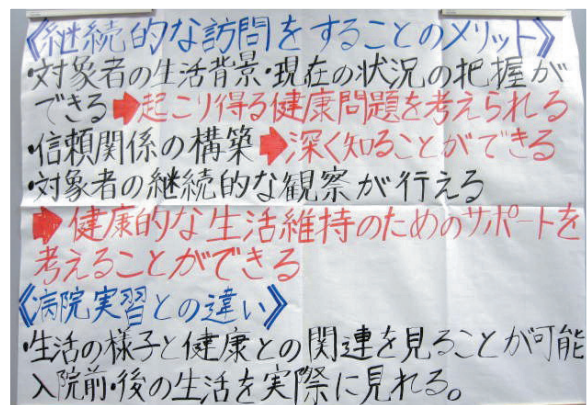 《継続的な訪問をすることのメリット》
・対象者の生活背景・現在の状況の把握が
できる➡起こり得る健康問題を考えられる
・信頼関係の構築➡深く知ることができる
・対象者の継続的な観察が行える
➡健康的な生活維持のためのサポートを
考えることができる
《病院実習との違い》
・生活の様子と健康との関連を見ることが可能
入院前・後の生活を実際に見れる。